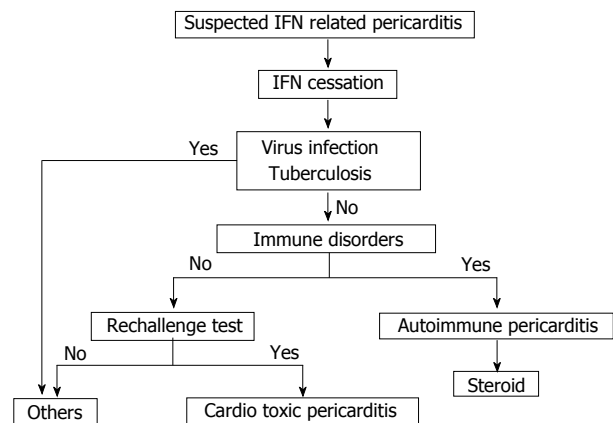 Suspected IFN related pericarditis
IFN cessation
Yes
Virus infection
Tuberculosis
No
Immune disorders
No
Yes
Rechallenge test
Autoimmune pericarditis
No
Yes
Steroid
Others
Cardio toxic pericarditis